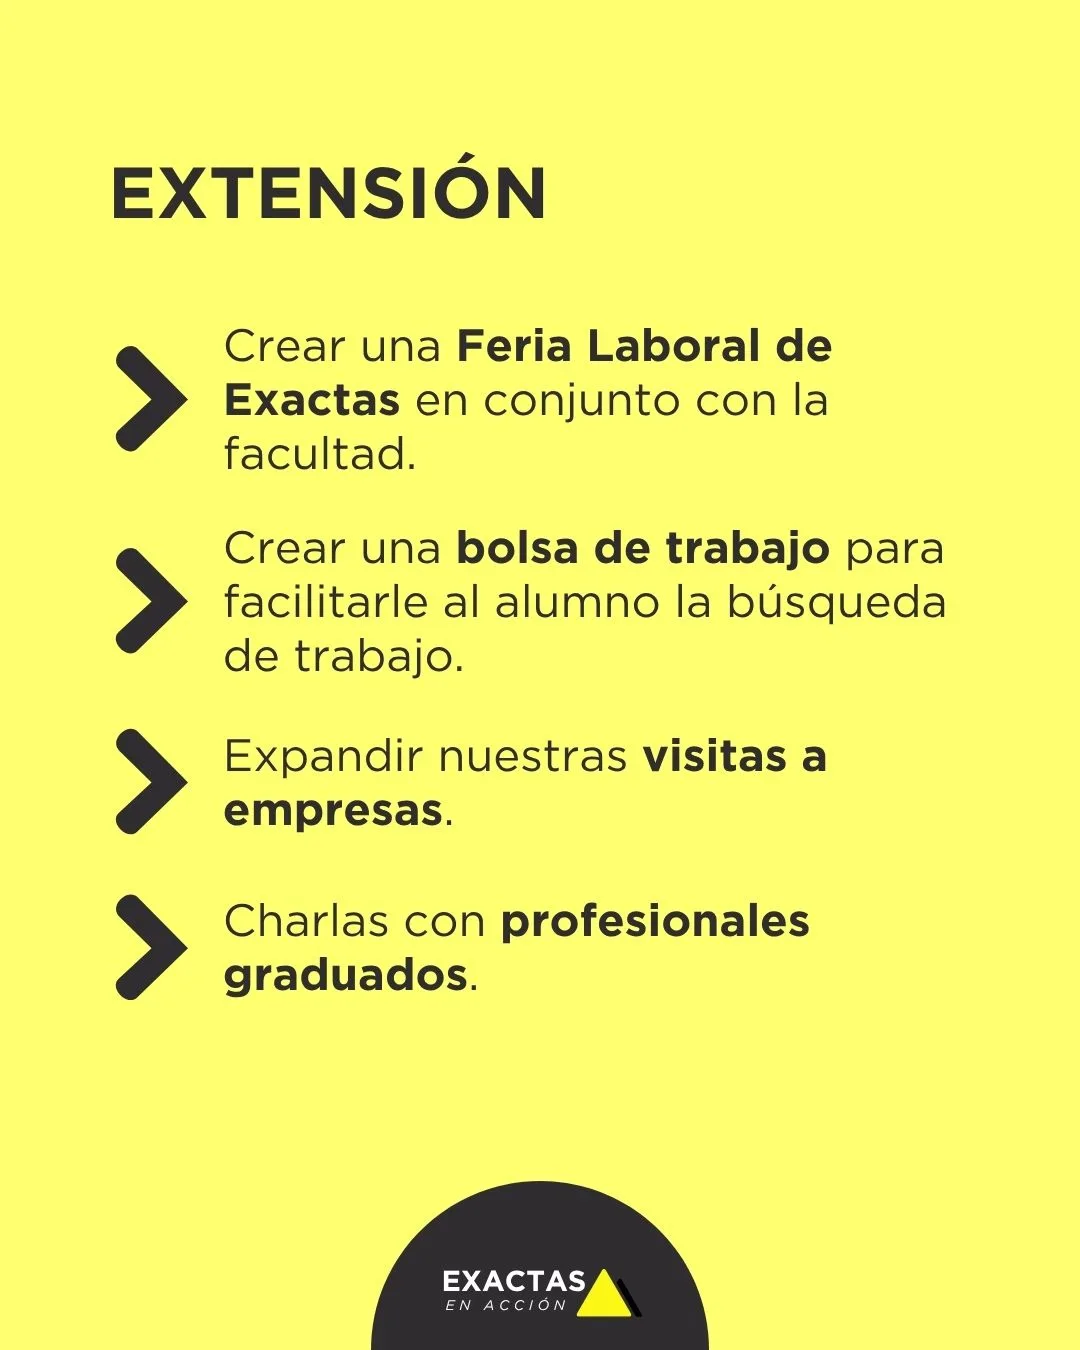 EXTENSIÓN
Crear una Feria Laboral de
Exactas en conjunto con la
facultad.
Crear una bolsa de trabajo para
facilitarle al alumno la búsqueda
de trabajo.
Expandir nuestras visitas a
empresas.
Charlas con profesionales
graduados.
EXACTAS
EN ACCIÓN